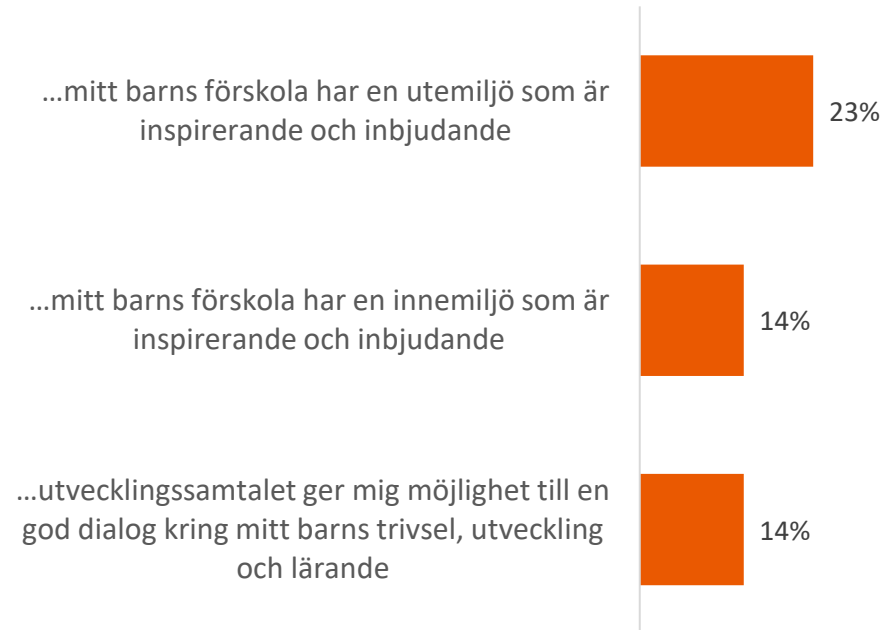 …mitt barns förskola har en utemiljö som är
inspirerande och inbjudande
23%
…mitt barns förskola har en innemiljö som är
inspirerande och inbjudande
14%
…utvecklingssamtalet ger mig möjlighet till en
god dialog kring mitt barns trivsel, utveckling
och lärande
14%